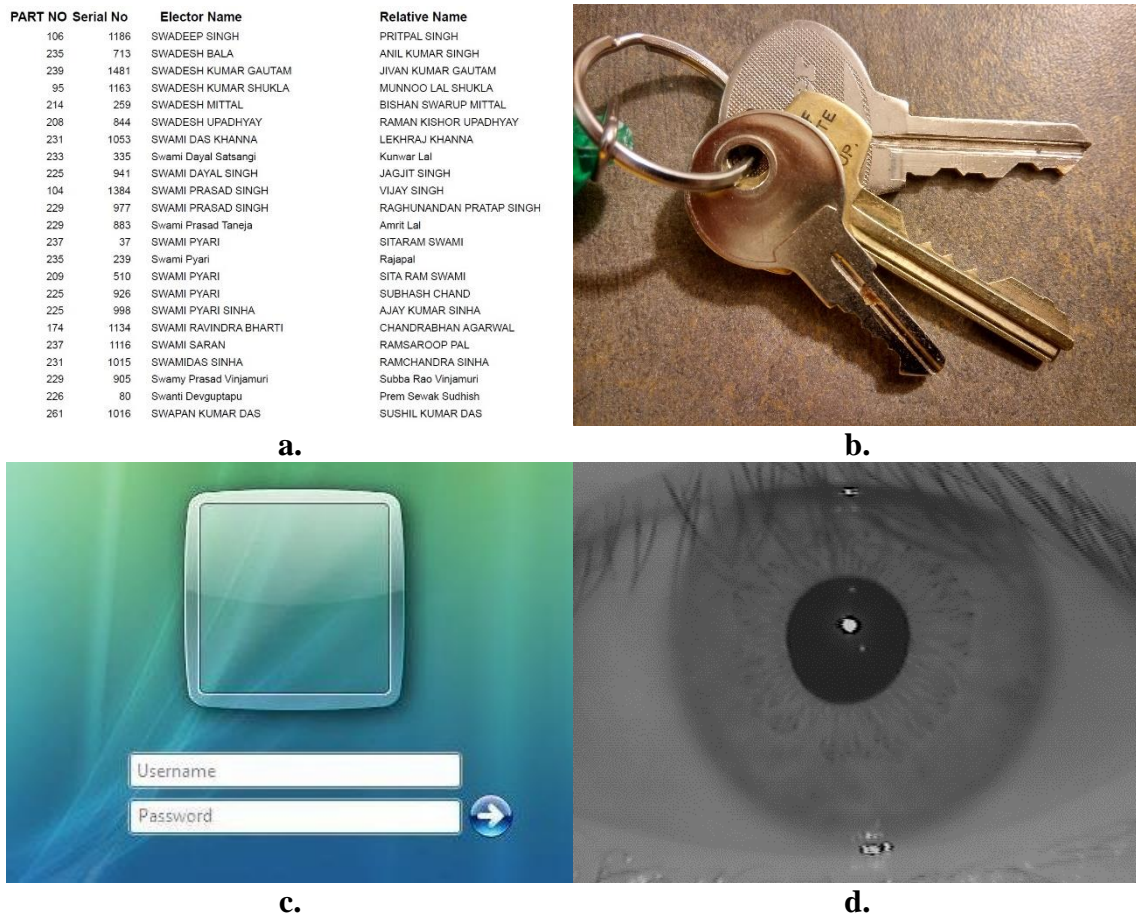 PART NO Serial No Elector Name Relative Name
106 1186 SWADEEP SINGH PRITPAL SINGH
235 713 SWADESH BALA ANIL KUMAR SINGH
239 1481 SWADESH KUMAR GAUTAM JIVAN KUMAR GAUTAM
95 1163 SWADESH KUMAR SHUKLA MUNNOO LAL SHUKLA
214 259 SWADESH MITTAL BISHAN SWARUP MITTAL
208 844 SWADESH UPADHYAY RAMAN KISHOR UPADHYAY
231 1053 SWAMI DAS KHANNA LEKHRAJ KHANNA
233 335 Swami Dayal Satsangi Kunwar Lal
225 941 SWAMI DAYAL SINGH JAGJIT SINGH
104 1384 SWAMI PRASAD SINGH VIJAY SINGH
229 977 SWAMI PRASAD SINGH RAGHUNANDAN PRATAP SINGH
229 883 Swami Prasad Taneja Amrit Lal
237 37 SWAMI PYARI SITARAM SWAMI
235 239 Swami Pyari Rajapal
209 510 SWAMI PYARI SITA RAM SWAMI
225 926 SWAMI PYARI SUBHASH CHAND
225 998 SWAMI PYARI SINHA AJAY KUMAR SINHA
174 1134 SWAMI RAVINDRA BHARTI CHANDRABHAN AGARWAL
237 1116 SWAMI SARAN RAMSAROOP PAL
231 1015 SWAMIDAS SINHA RAMCHANDRA SINHA
229 905 Swamy Prasad Vinjamuri Subba Rao Vinjamuri
226 80 Swanti Devguptapu Prem Sewak Sudhish
261 1016 SWAPAN KUMAR DAS SUSHIL KUMAR DAS
a.
b.
Username
Password
c.
d.